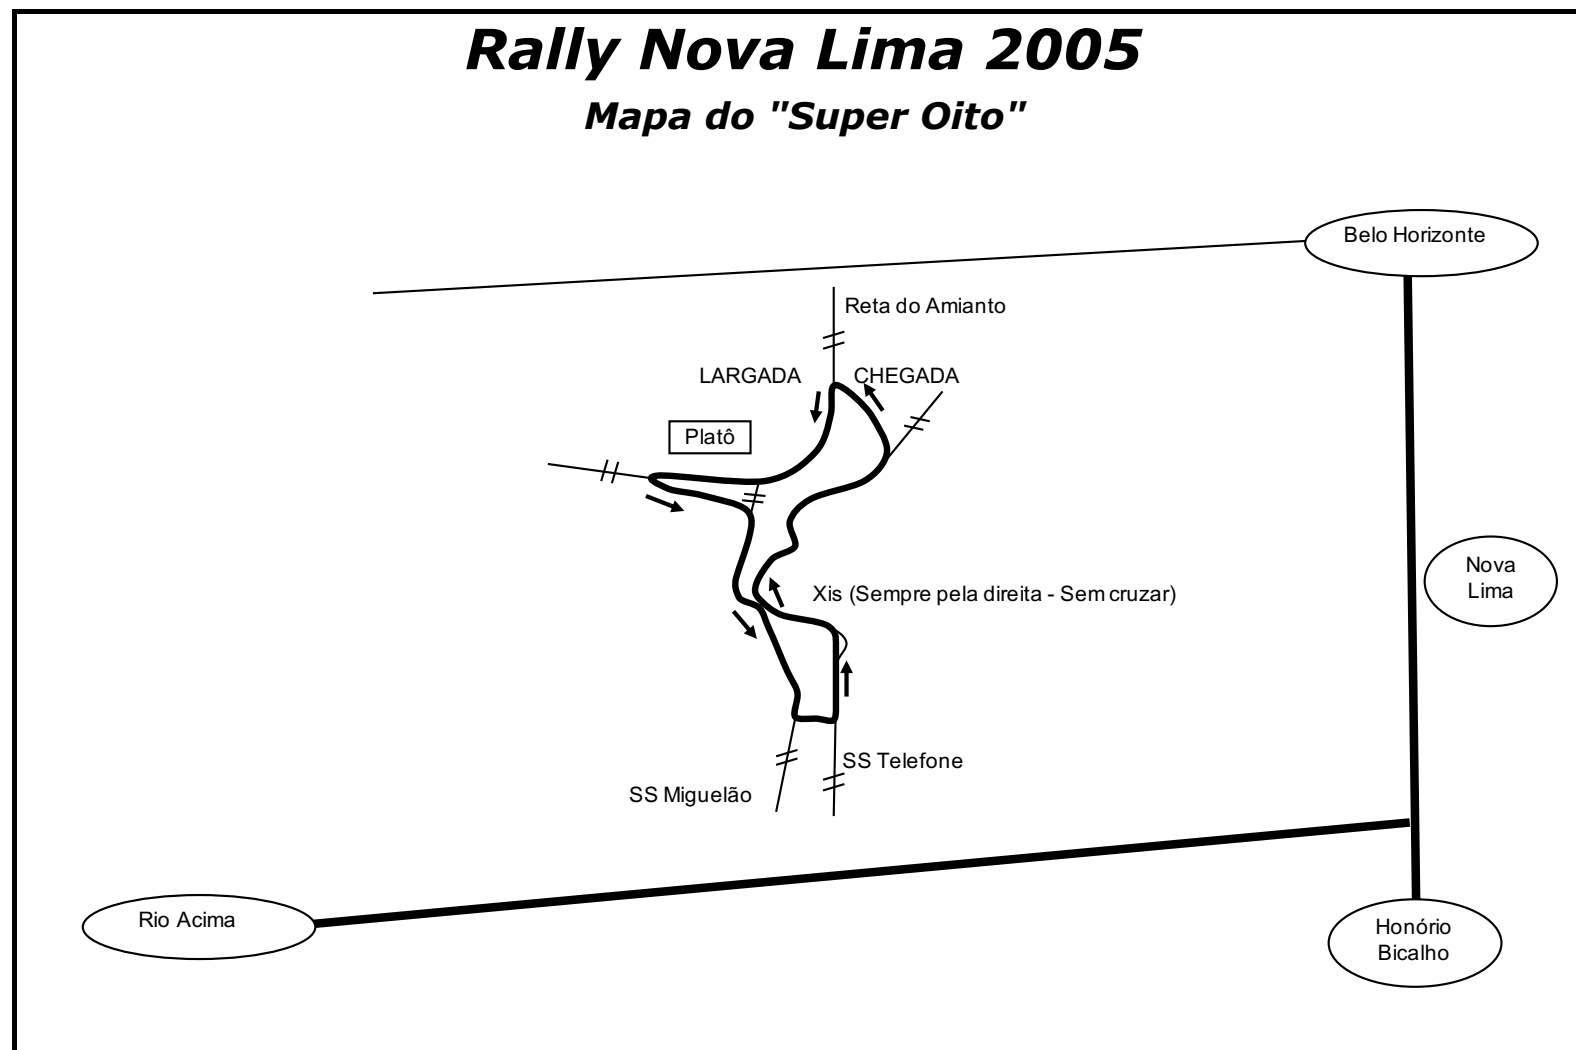 Rally Nova Lima 2005
Mapa do "Super Oito"
Belo Horizonte
Reta do Amianto
LARGADA
CHEGADA
Platô
Nova
Lima
Xis (Sempre pela direita - Sem cruzar)
SS Telefone
SS Miguelão
Rio Acima
Honório
Bicalho